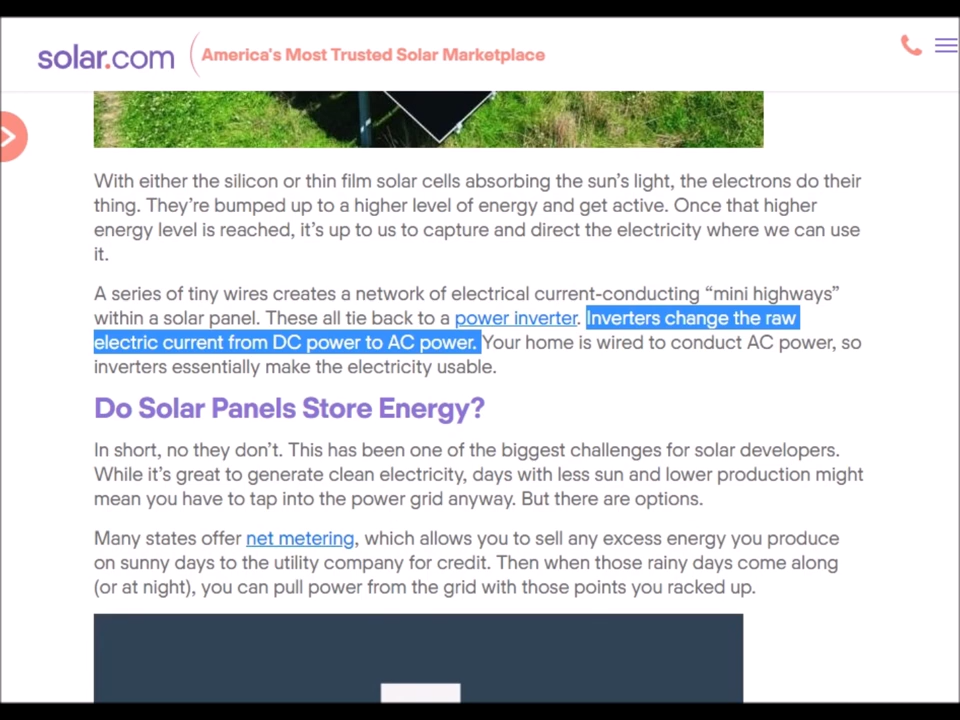 solar.com America's Most Trusted Solar Marketplace
With either the silicon or thin film solar cells absorbing the sun's light, the electrons do their
thing. They're bumped up to a higher level of energy and get active. Once that higher
energy level is reached, it's up to us to capture and direct the electricity where we can use
it.
A series of tiny wires creates a network of electrical current-conducting “mini highways”
within a solar panel. These all tie back to a power inverter. Inverters change the raw
electric current from DC power to AC power. Your home is wired to conduct AC power, so
inverters essentially make the electricity usable.
Do Solar Panels Store Energy?
In short, no they don't. This has been one of the biggest challenges for solar developers.
While it's great to generate clean electricity, days with less sun and lower production might
mean you have to tap into the power grid anyway. But there are options.
Many states offer net metering, which allows you to sell any excess energy you produce
on sunny days to the utility company for credit. Then when those rainy days come along
(or at night), you can pull power from the grid with those points you racked up.